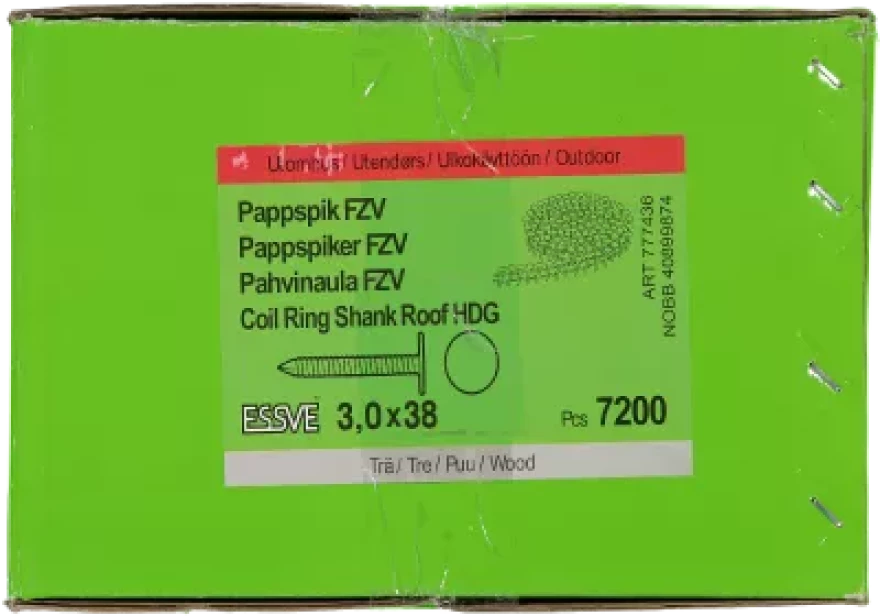 Utomhus / Utendørs / Ulkokäyttöön / Outdoor
Pappspik FZV
Pappspiker FZV
Pahvinaula FZV
Coil Ring Shank Roof HDG
ART 777436
NOBB 40899874
ESSVE 3,0x38
Pcs 7200
Trä / Tre / Puu / Wood